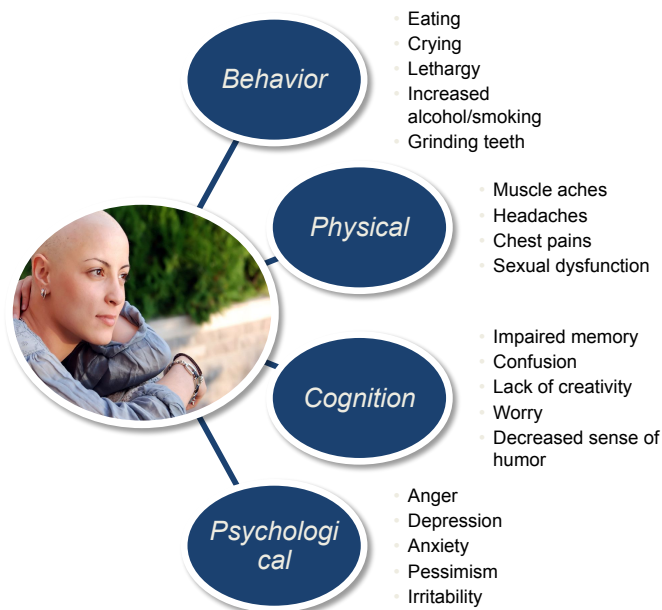 Behavior
Eating
Crying
Lethargy
Increased
alcohol/smoking
Grinding teeth
Physical
Muscle aches
Headaches
Chest pains
Sexual dysfunction
Cognition
Impaired memory
Confusion
Lack of creativity
Worry
Decreased sense of
humor
Psychologi
cal
Anger
Depression
Anxiety
Pessimism
Irritability